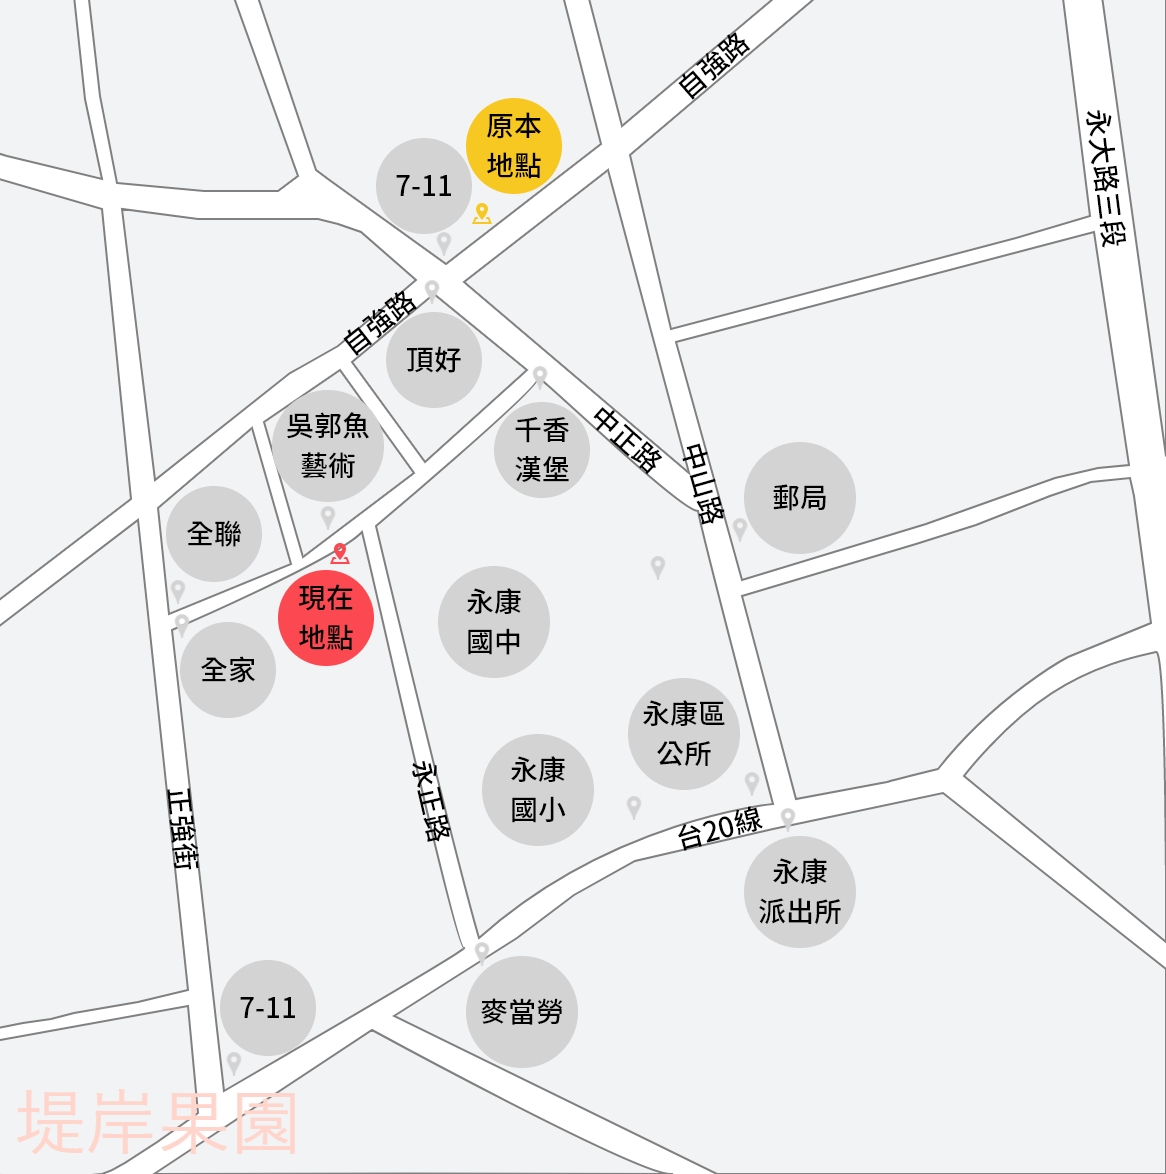 自強路
原本
地點
永大路三段
7-11
自強路
頂好
吳郭魚
藝術
千香
漢堡
中正路
中山路
郵局
全聯
現在
地點
永康
國中
全家
永康區
公所
永康
國小
永正路
正強街
台20線
永康
派出所
7-11
麥當勞
堤岸果園